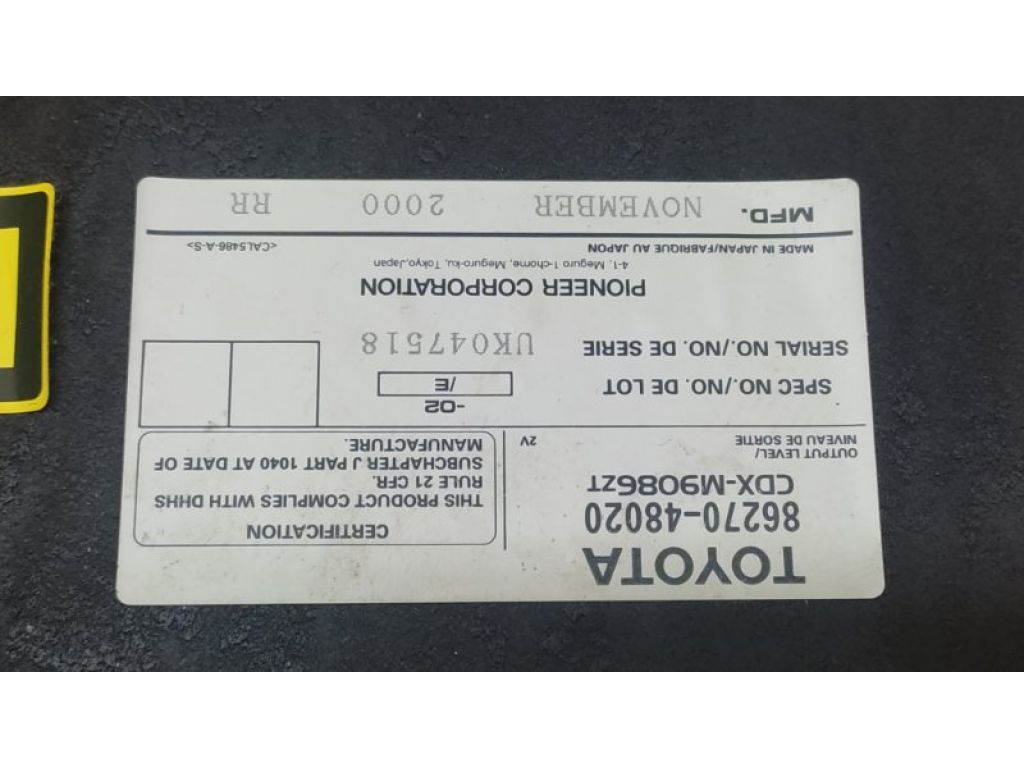 TOYOTA
86270-48020
CDX-M9086ZT
OUTPUT LEVEL/
NIVEAU DE SORTIE 2V
CERTIFICATION
THIS PRODUCT COMPLIES WITH DHHS
RULE 21 CFR.
SUBCHAPTER J PART 1040 AT DATE OF
MANUFACTURE.
SPEC NO./NO. DE LOT
-02
/E
SERIAL NO./NO. DE SERIE UK047518
PIONEER CORPORATION
4-1, Meguro 1-chome, Meguro-ku, Tokyo,Japan
MADE IN JAPAN/FABRIQUE AU JAPON <CAL5486-A-S>
MFD. NOVEMBER 2000 RR